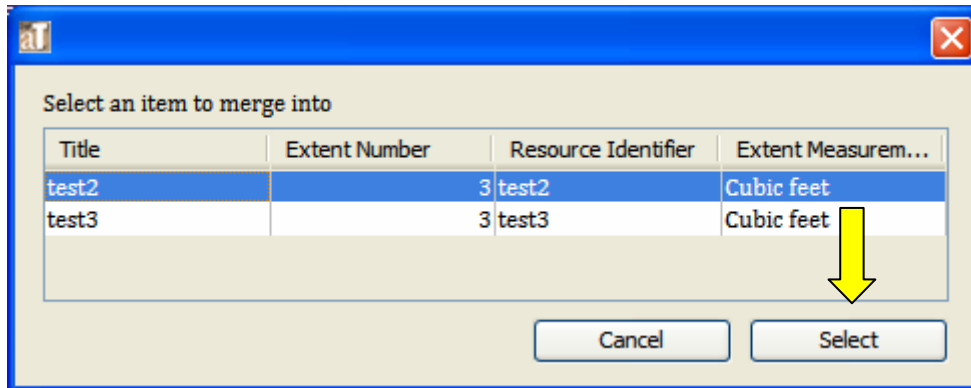 aT
Select an item to merge into
Title Extent Number Resource Identifier Extent Measurem...
test2 3 test2 Cubic feet
test3 3 test3 Cubic feet
Cancel Select